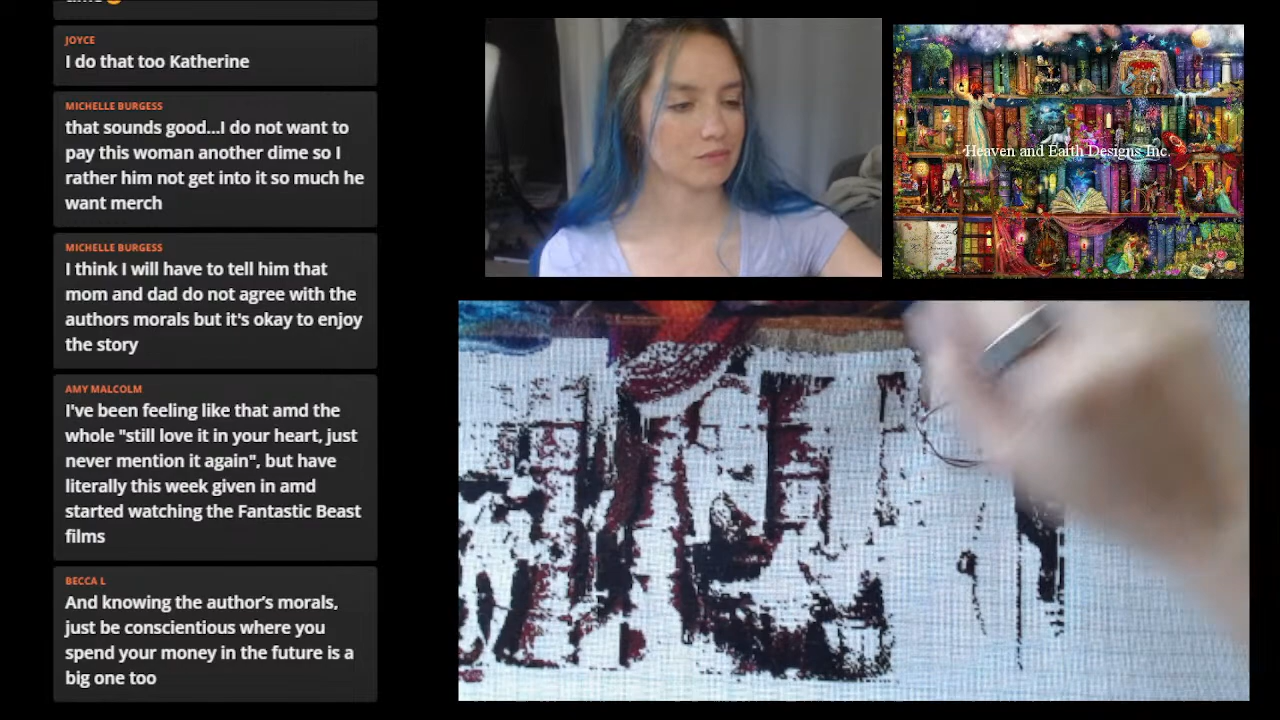 JOYCE
I do that too Katherine
MICHELLE BURGESS
that sounds good...I do not want to
pay this woman another dime so I
rather him not get into it so much he
want merch
MICHELLE BURGESS
I think I will have to tell him that
mom and dad do not agree with the
authors morals but it's okay to enjoy
the story
AMY MALCOLM
I've been feeling like that amd the
whole "still love it in your heart, just
never mention it again", but have
literally this week given in amd
started watching the Fantastic Beast
films
BECCA L
And knowing the author's morals,
just be conscientious where you
spend your money in the future is a
big one too
Heaven and Earth Designs Inc